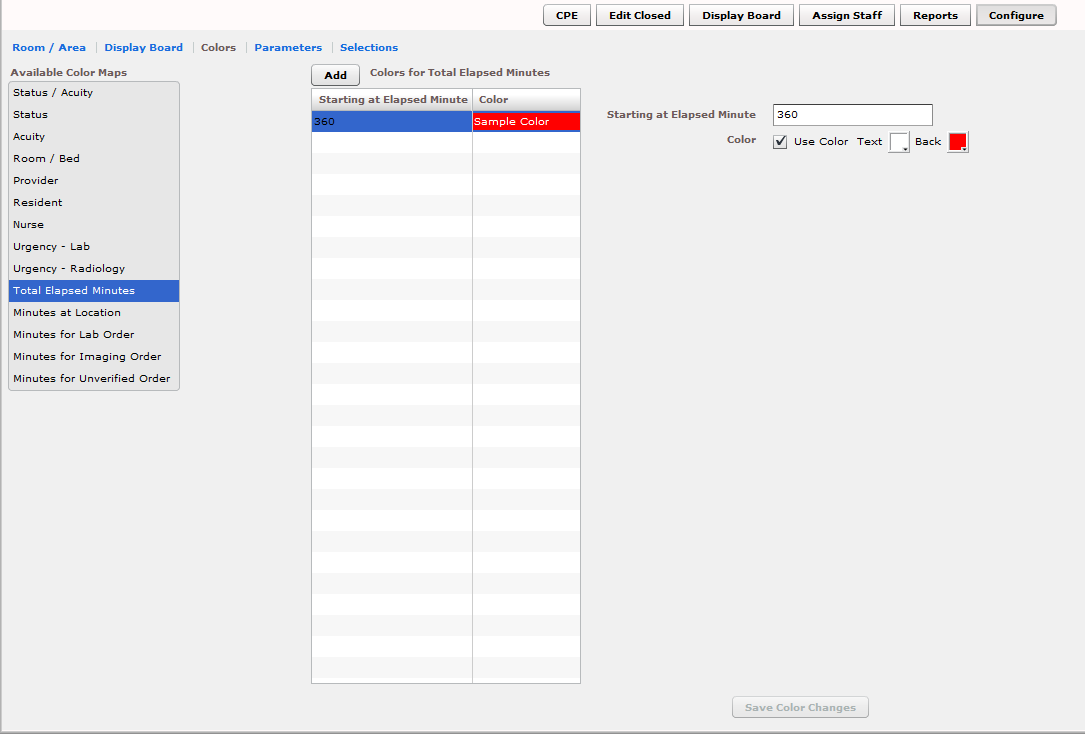 CPE Edit Closed Display Board Assign Staff Reports Configure
Room / Area Display Board Colors Parameters Selections
Available Color Maps
Status / Acuity
Status
Acuity
Room / Bed
Provider
Resident
Nurse
Urgency - Lab
Urgency - Radiology
Total Elapsed Minutes
Minutes at Location
Minutes for Lab Order
Minutes for Imaging Order
Minutes for Unverified Order
Add Colors for Total Elapsed Minutes
Starting at Elapsed Minute Color
360 Sample Color
Starting at Elapsed Minute 360
Color Use Color Text Back
Save Color Changes